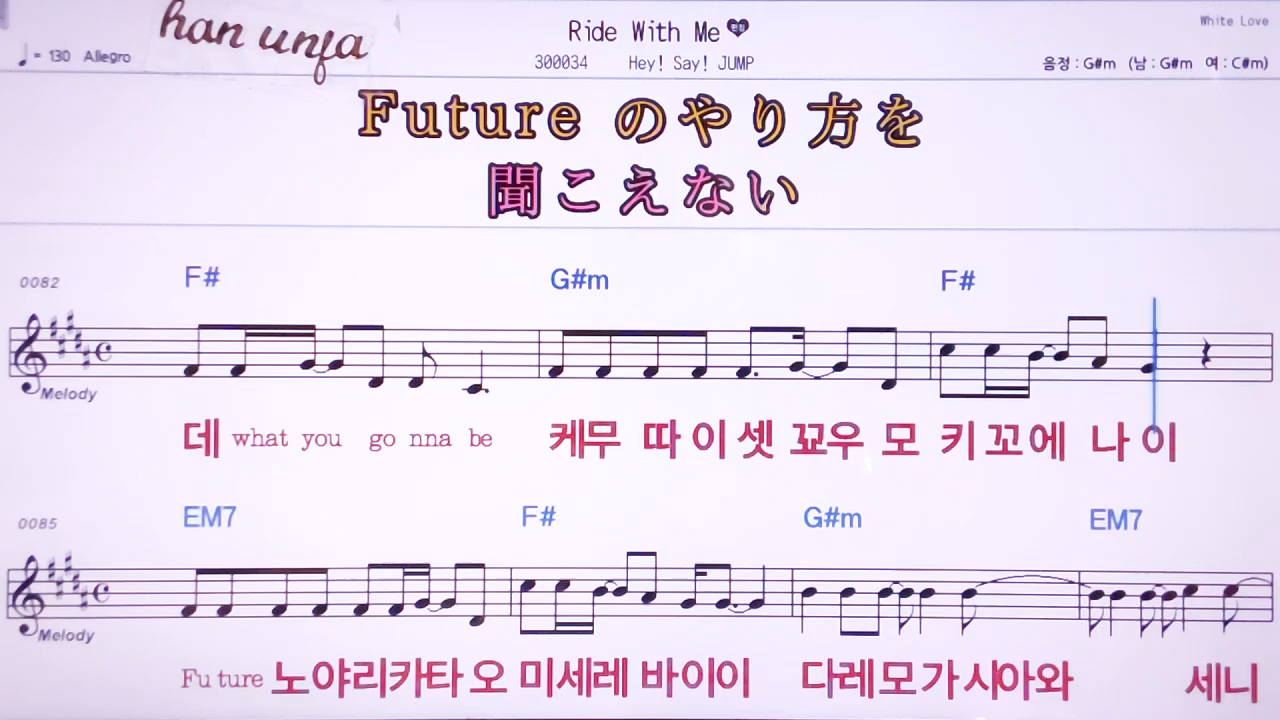 han unfa
Ride With Me
White Love
♩= 130 Allegro
300034 Hey! Say! JUMP
음정 : G#m (남 : G#m 여 : C#m)
Future のやり方を
聞こえない
0082 F# G#m F#
Melody
데 what you go nna be 케무 따 이 셋 꾜우 모 키 꼬에 나 이
0085 EM7 F# G#m EM7
Melody
Fu ture 노야리카타 오 미세레 바이이 다레모가시아와 세니